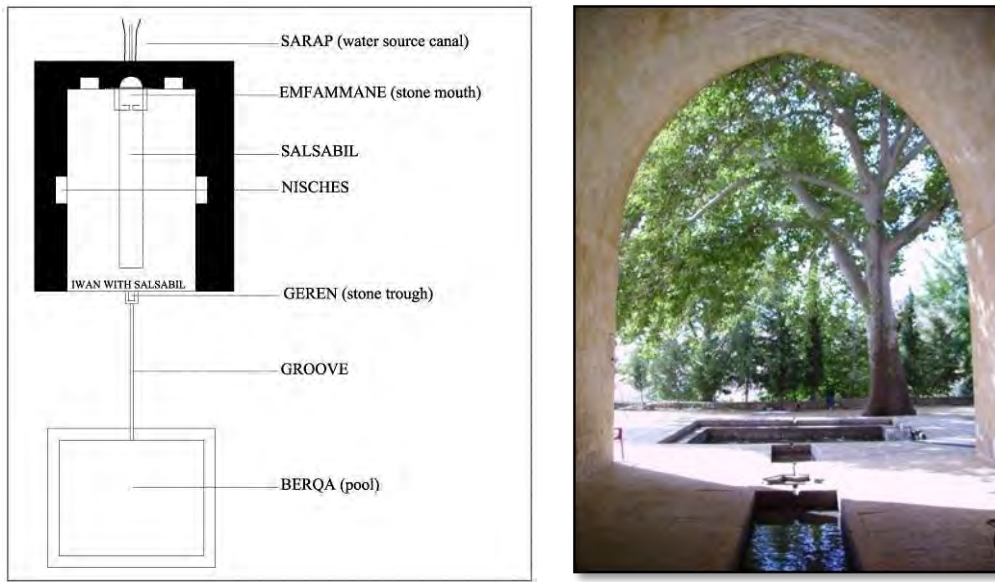 SARAP (water source canal)
EMFAMMANE (stone mouth)
SALSABIL
NISCHES
IWAN WITH SALSABIL
GEREN (stone trough)
GROOVE
BERQA (pool)